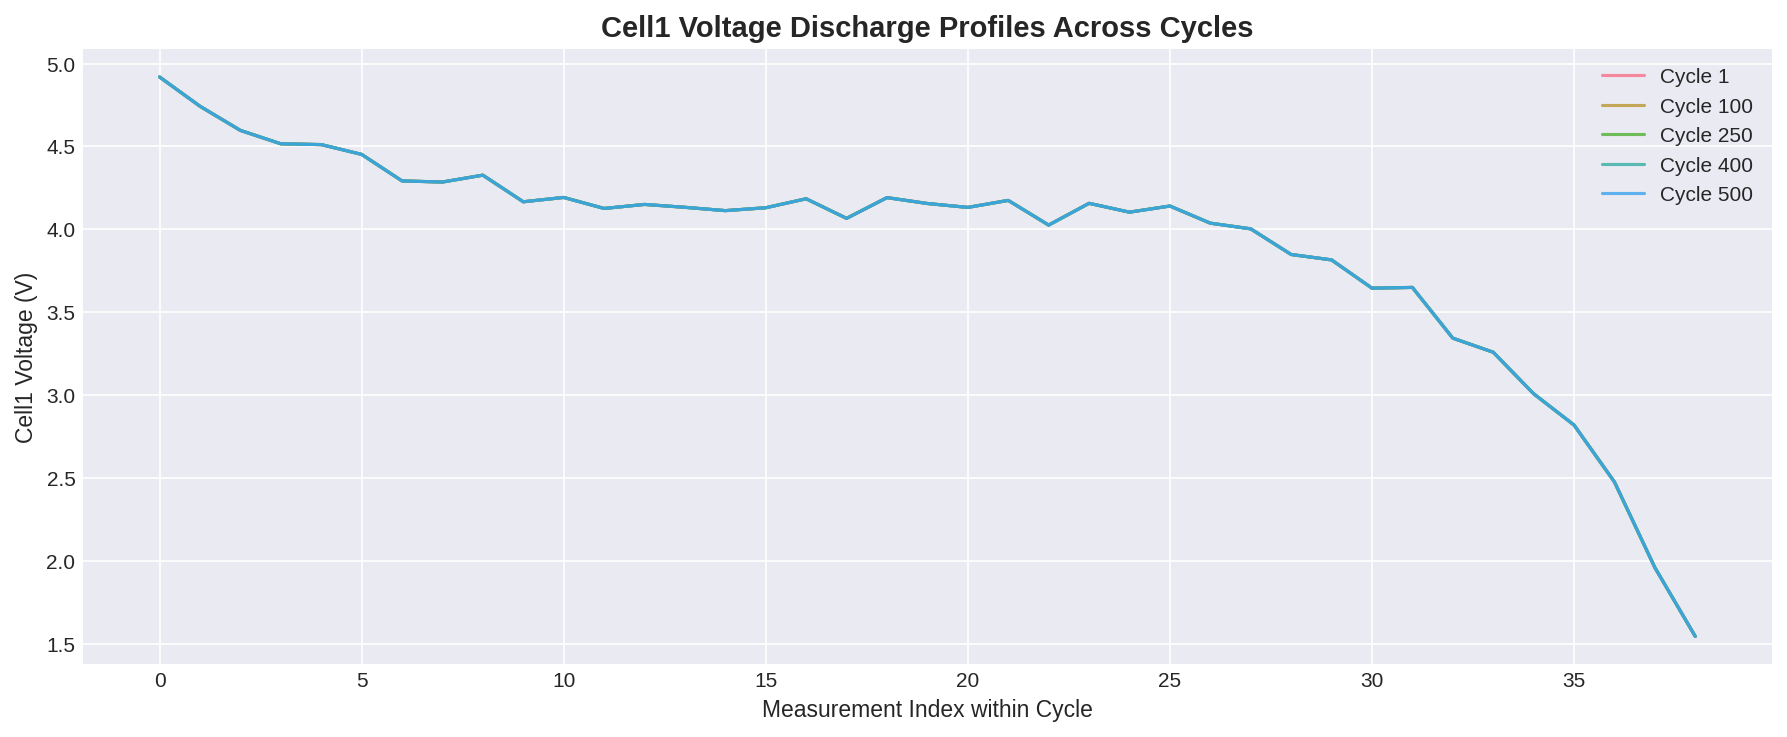 Cell1 Voltage Discharge Profiles Across Cycles
Cell1 Voltage (V)
5.0
4.5
4.0
3.5
3.0
2.5
2.0
1.5
Cycle 1
Cycle 100
Cycle 250
Cycle 400
Cycle 500
0 5 10 15 20 25 30 35
Measurement Index within Cycle